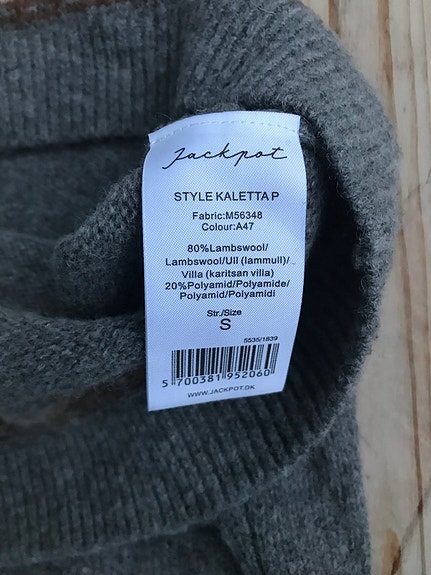 Jackpot
STYLE KALETTA P
Fabric:M56348
Colour:A47
80%Lambswool/
Lambswool/Ull (lammull)/
Villa (karitsan villa)
20%Polyamid/Polyamide/
Polyamid/Polyamidi
Str./Size
S
5535/1839
5 700381 952060
WWW.JACKPOT.DK